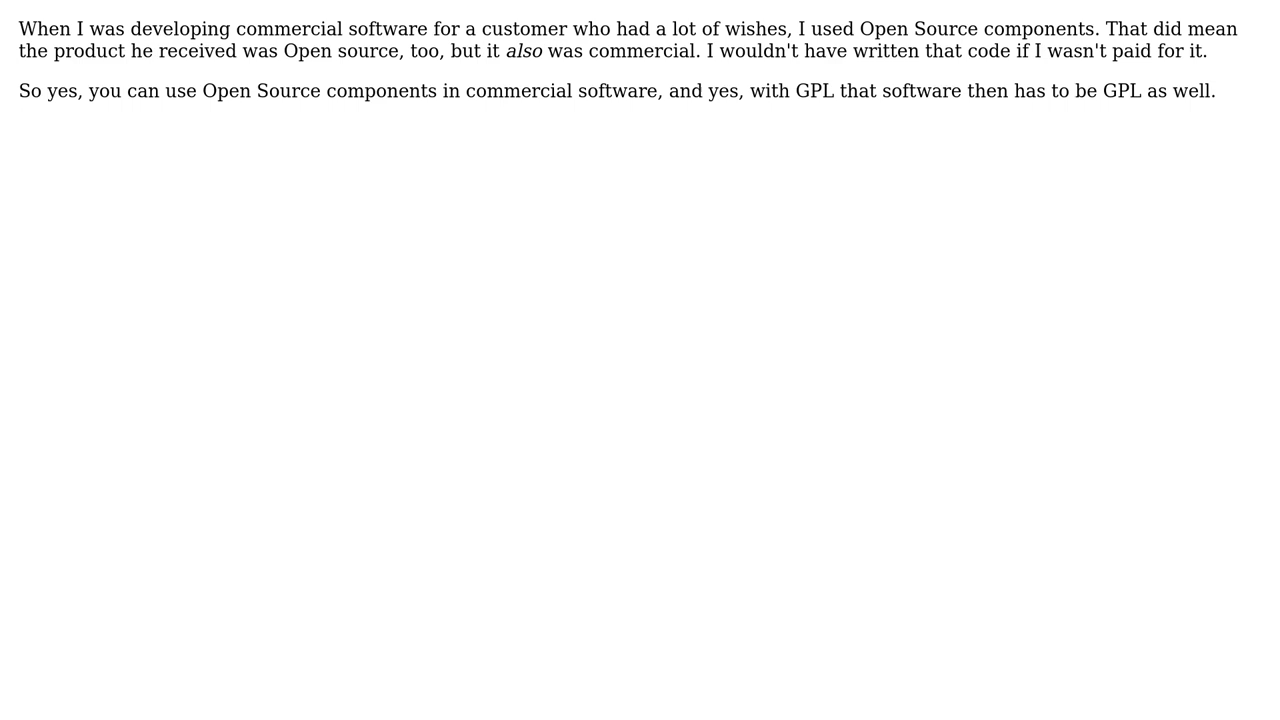 When I was developing commercial software for a customer who had a lot of wishes, I used Open Source components. That did mean
the product he received was Open source, too, but it also was commercial. I wouldn't have written that code if I wasn't paid for it.
So yes, you can use Open Source components in commercial software, and yes, with GPL that software then has to be GPL as well.